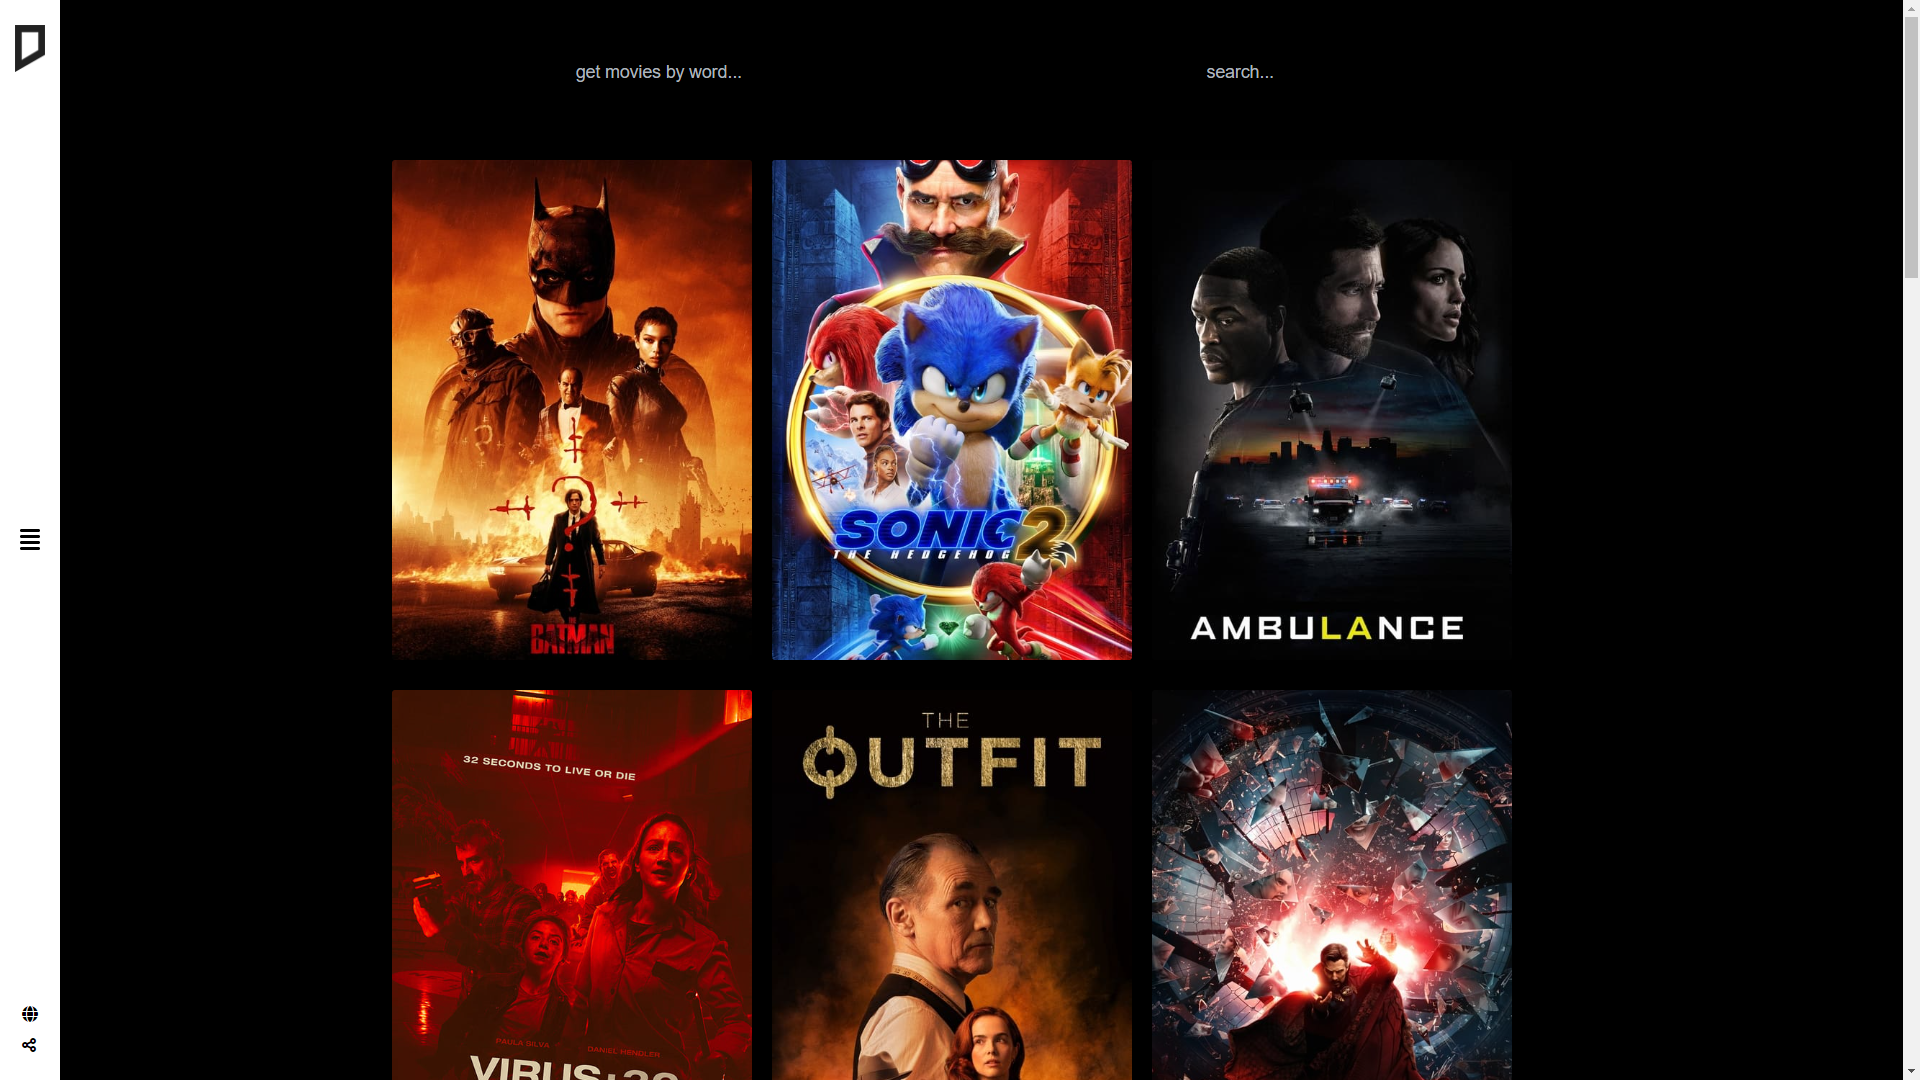 get movies by word...
search...
THE
BATMAN
SONIC 2
THE HEDGEHOG
AMBULANCE
32 SECONDS TO LIVE OR DIE
PAULA SILVA DANIEL HENDLER
VIRUS:32
THE
OUTFIT